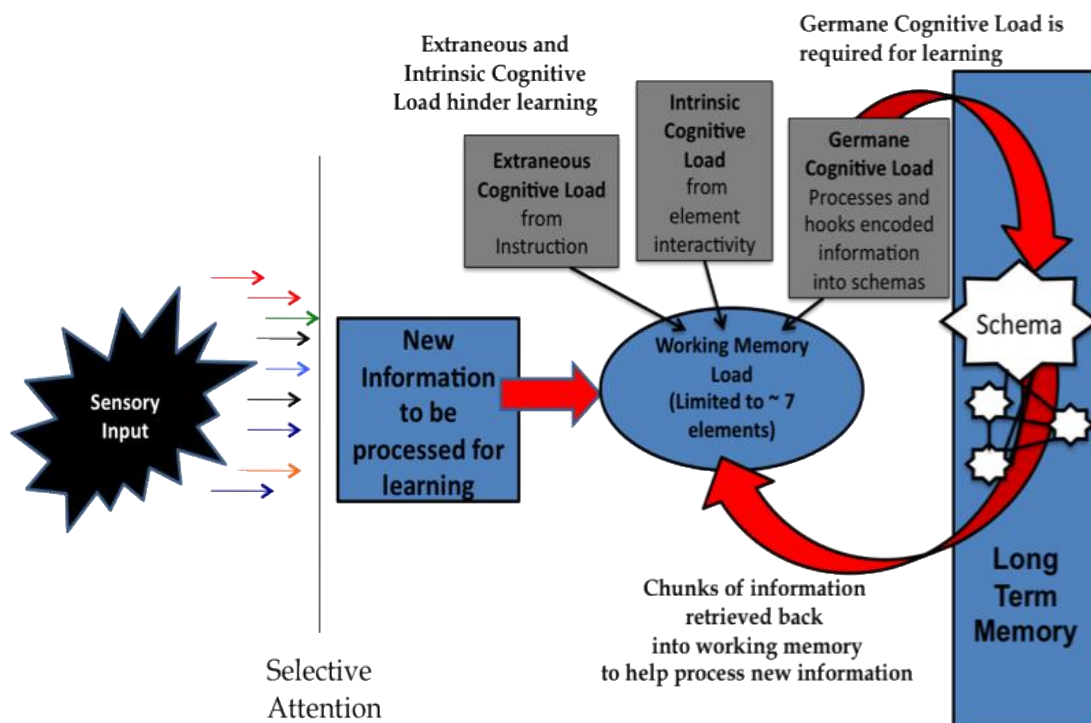 Extraneous and
Intrinsic Cognitive
Load hinder learning
Germane Cognitive Load is
required for learning
Extraneous
Cognitive Load
from
Instruction
Intrinsic
Cognitive
Load
from
element
interactivity
Germane
Cognitive Load
Processes and
hooks encoded
information
into schemas
Sensory
Input
New
Information
to be
processed for
learning
Working Memory
Load
(Limited to ~ 7
elements)
Schema
Long
Term
Memory
Chunks of information
retrieved back
into working memory
to help process new information
Selective
Attention